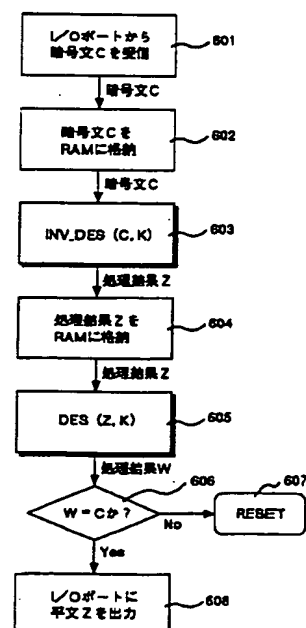 I/Oポートから
暗号文Cを受信
601
暗号文C
暗号文Cを
RAMに格納
602
暗号文C
INV_DES (C, K)
603
処理結果Z
処理結果Zを
RAMに格納
604
処理結果Z
DES (Z, K)
605
処理結果W
606
W=Cか?
607
No
RESET
Yes
I/Oポートに
平文Zを出力
608